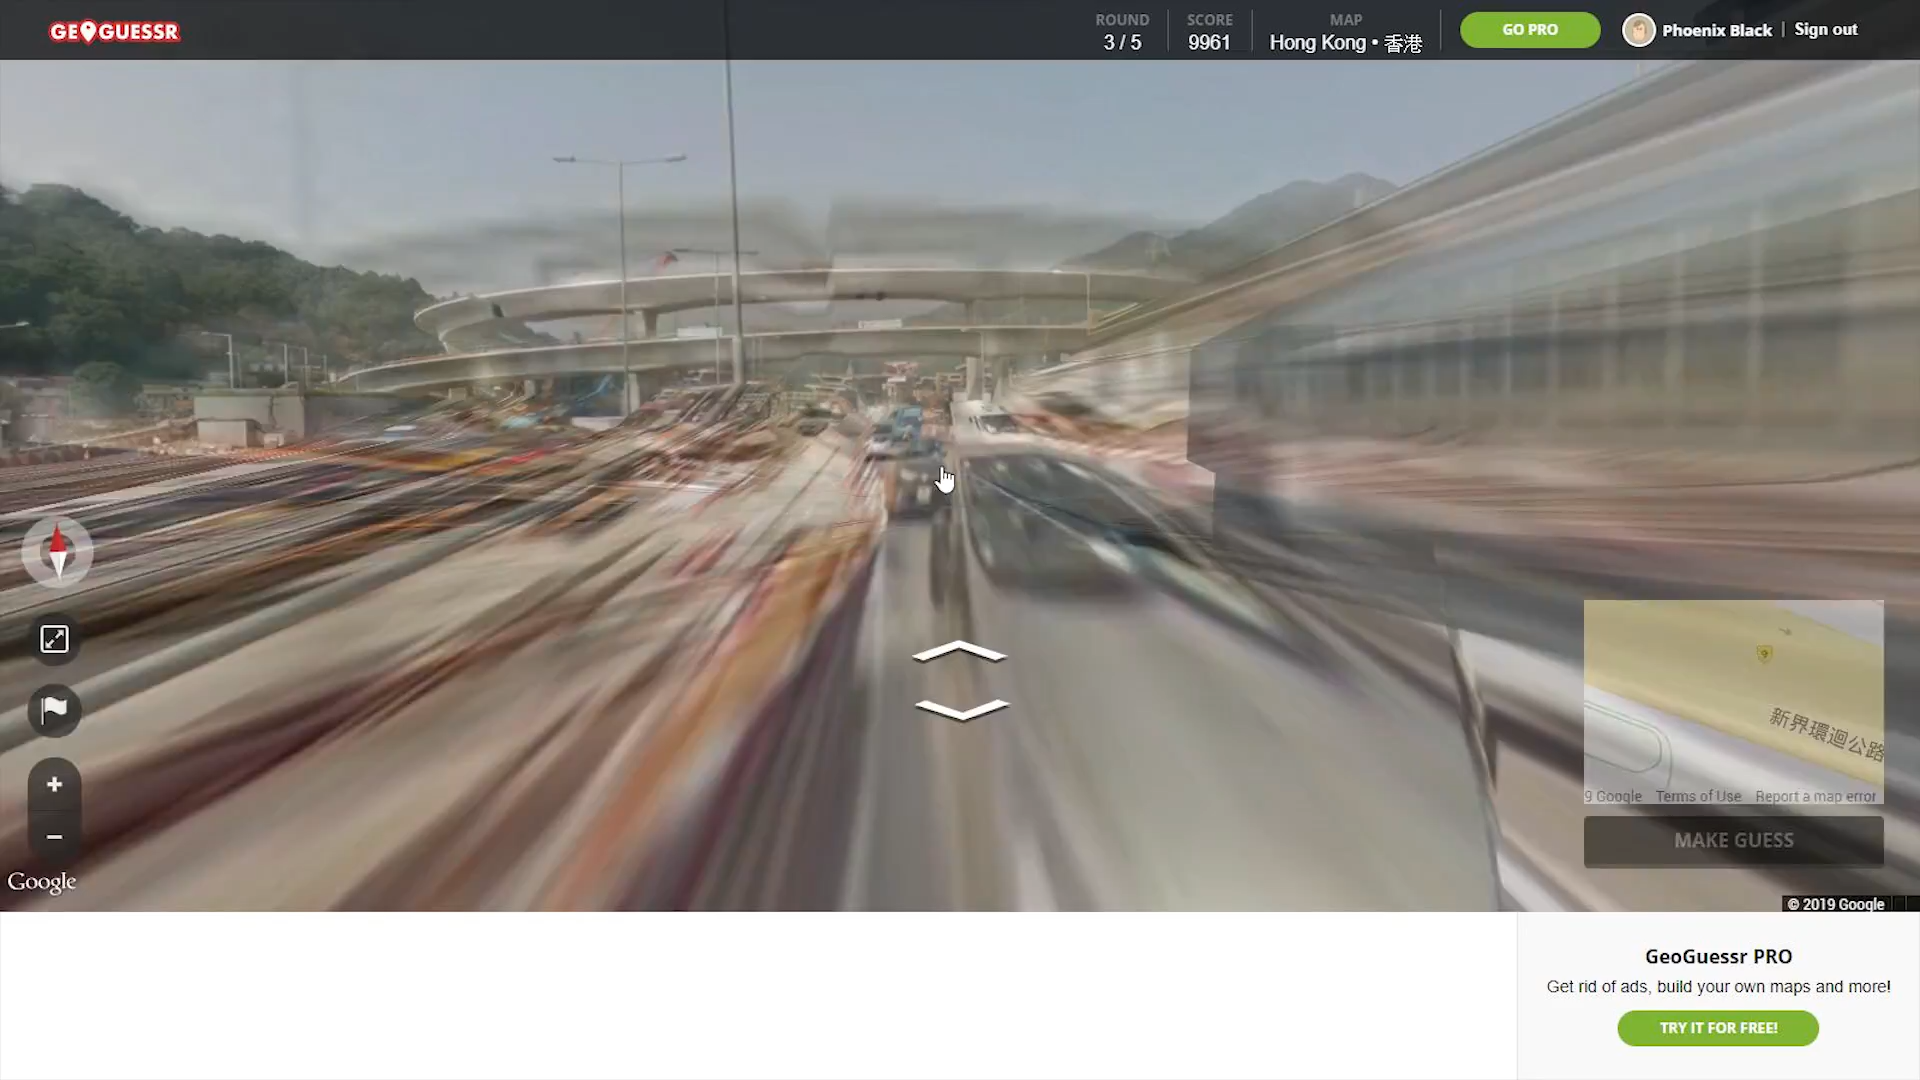 GEOGUESSR
ROUND
3 / 5
SCORE
9961
MAP
Hong Kong • 香港
GO PRO
Phoenix Black
Sign out
新界環迴公路
9 Google
Terms of Use
Report a map error
MAKE GUESS
Google
© 2019 Google
GeoGuessr PRO
Get rid of ads, build your own maps and more!
TRY IT FOR FREE!